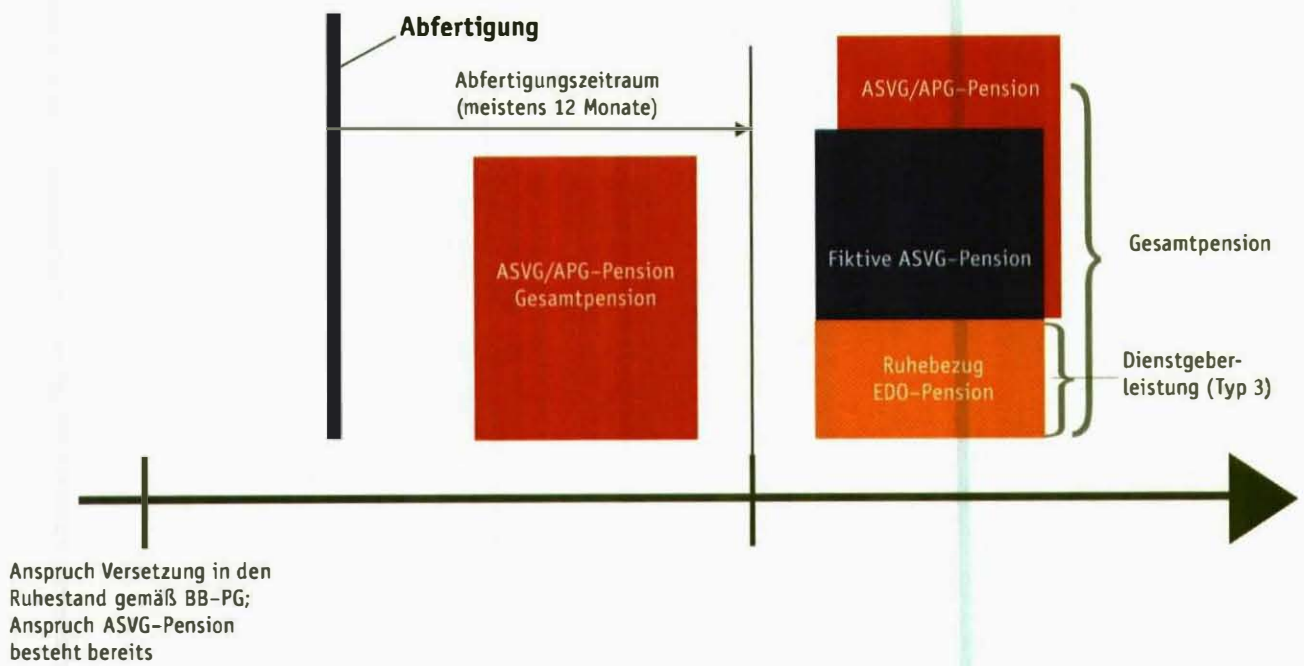 Abfertigung
Abfertigungszeitraum
(meistens 12 Monate)
ASVG/APG-Pension
Gesamtpension
ASVG/APG-Pension
Fiktive ASVG-Pension
Ruhebezug
EDO-Pension
Gesamtpension
Dienstgeber-
leistung (Typ 3)
Anspruch Versetzung in den
Ruhestand gemäß BB-PG;
Anspruch ASVG-Pension
besteht bereits